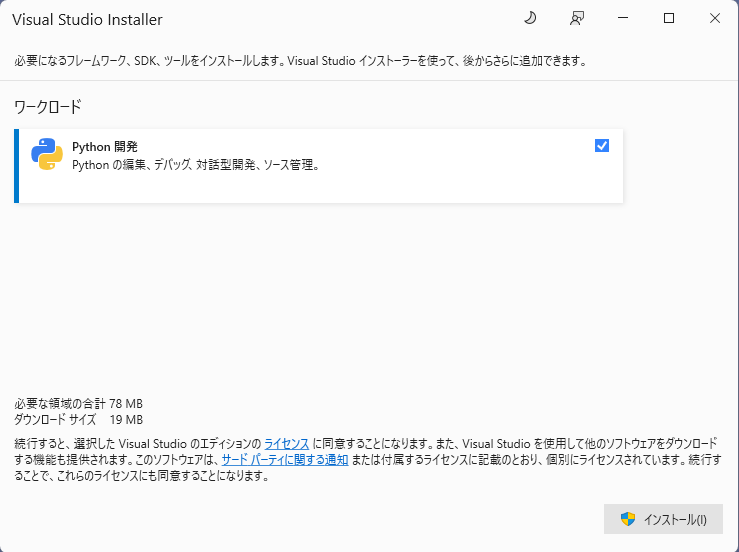 Visual Studio Installer
必要になるフレームワーク、SDK、ツールをインストールします。Visual Studio インストーラーを使って、後からさらに追加できます。
ワークロード
Python 開発
Python の編集、デバッグ、対話型開発、ソース管理。
必要な領域の合計 78 MB
ダウンロード サイズ 19 MB
続行すると、選択した Visual Studio のエディションの ライセンス に同意することになります。また、Visual Studio を使用して他のソフトウェアをダウンロード
する機能も提供されます。このソフトウェアは、サード パーティに関する通知 または付属するライセンスに記載のとおり、個別にライセンスされています。続行す
ることで、これらのライセンスにも同意することになります。
インストール(I)